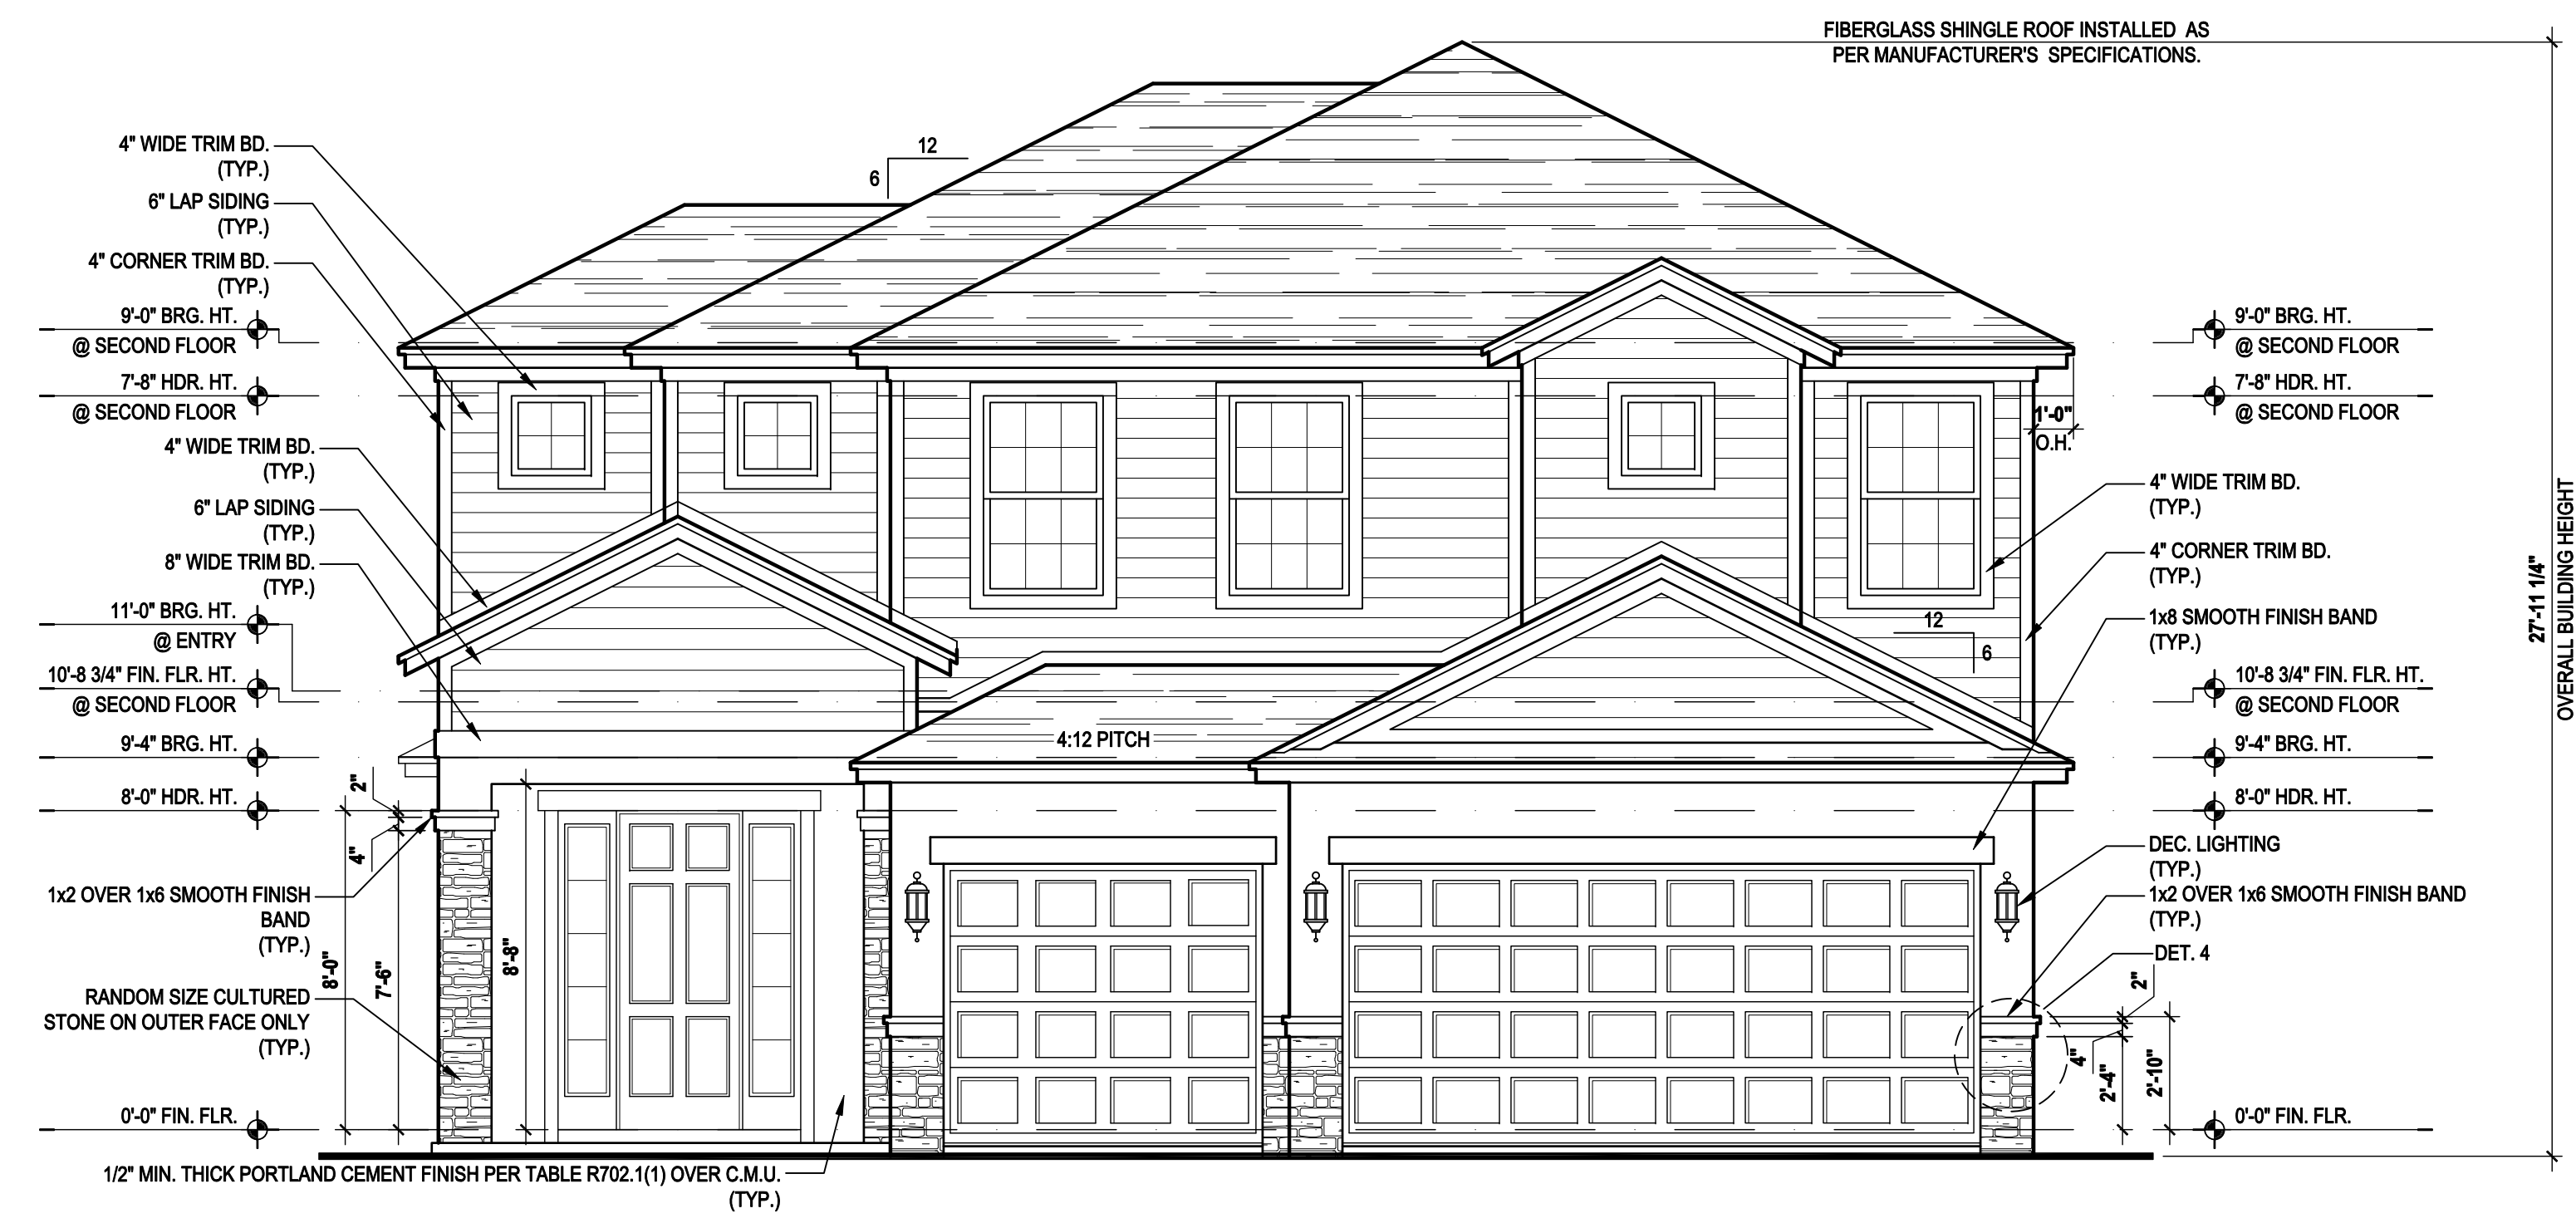 FIBERGLASS SHINGLE ROOF INSTALLED AS
PER MANUFACTURER'S SPECIFICATIONS.
4" WIDE TRIM BD.
(TYP.)
6" LAP SIDING
(TYP.)
4" CORNER TRIM BD.
(TYP.)
9'-0" BRG. HT.
@ SECOND FLOOR
7'-8" HDR. HT.
@ SECOND FLOOR
4" WIDE TRIM BD.
(TYP.)
6" LAP SIDING
(TYP.)
8" WIDE TRIM BD.
(TYP.)
11'-0" BRG. HT.
@ ENTRY
10'-8 3/4" FIN. FLR. HT.
@ SECOND FLOOR
9'-4" BRG. HT.
8'-0" HDR. HT.
2"
4"
1x2 OVER 1x6 SMOOTH FINISH
BAND
(TYP.)
8'-0"
7'-6"
8'-8"
RANDOM SIZE CULTURED
STONE ON OUTER FACE ONLY
(TYP.)
0'-0" FIN. FLR.
1/2" MIN. THICK PORTLAND CEMENT FINISH PER TABLE R702.1(1) OVER C.M.U.
(TYP.)
12
6
4:12 PITCH
12
6
9'-0" BRG. HT.
@ SECOND FLOOR
7'-8" HDR. HT.
@ SECOND FLOOR
1'-0"
O.H.
4" WIDE TRIM BD.
(TYP.)
4" CORNER TRIM BD.
(TYP.)
1x8 SMOOTH FINISH BAND
(TYP.)
10'-8 3/4" FIN. FLR. HT.
@ SECOND FLOOR
9'-4" BRG. HT.
8'-0" HDR. HT.
DEC. LIGHTING
(TYP.)
1x2 OVER 1x6 SMOOTH FINISH BAND
(TYP.)
DET. 4
2"
4"
2'-4"
2'-10"
0'-0" FIN. FLR.
27'-11 1/4"
OVERALL BUILDING HEIGHT